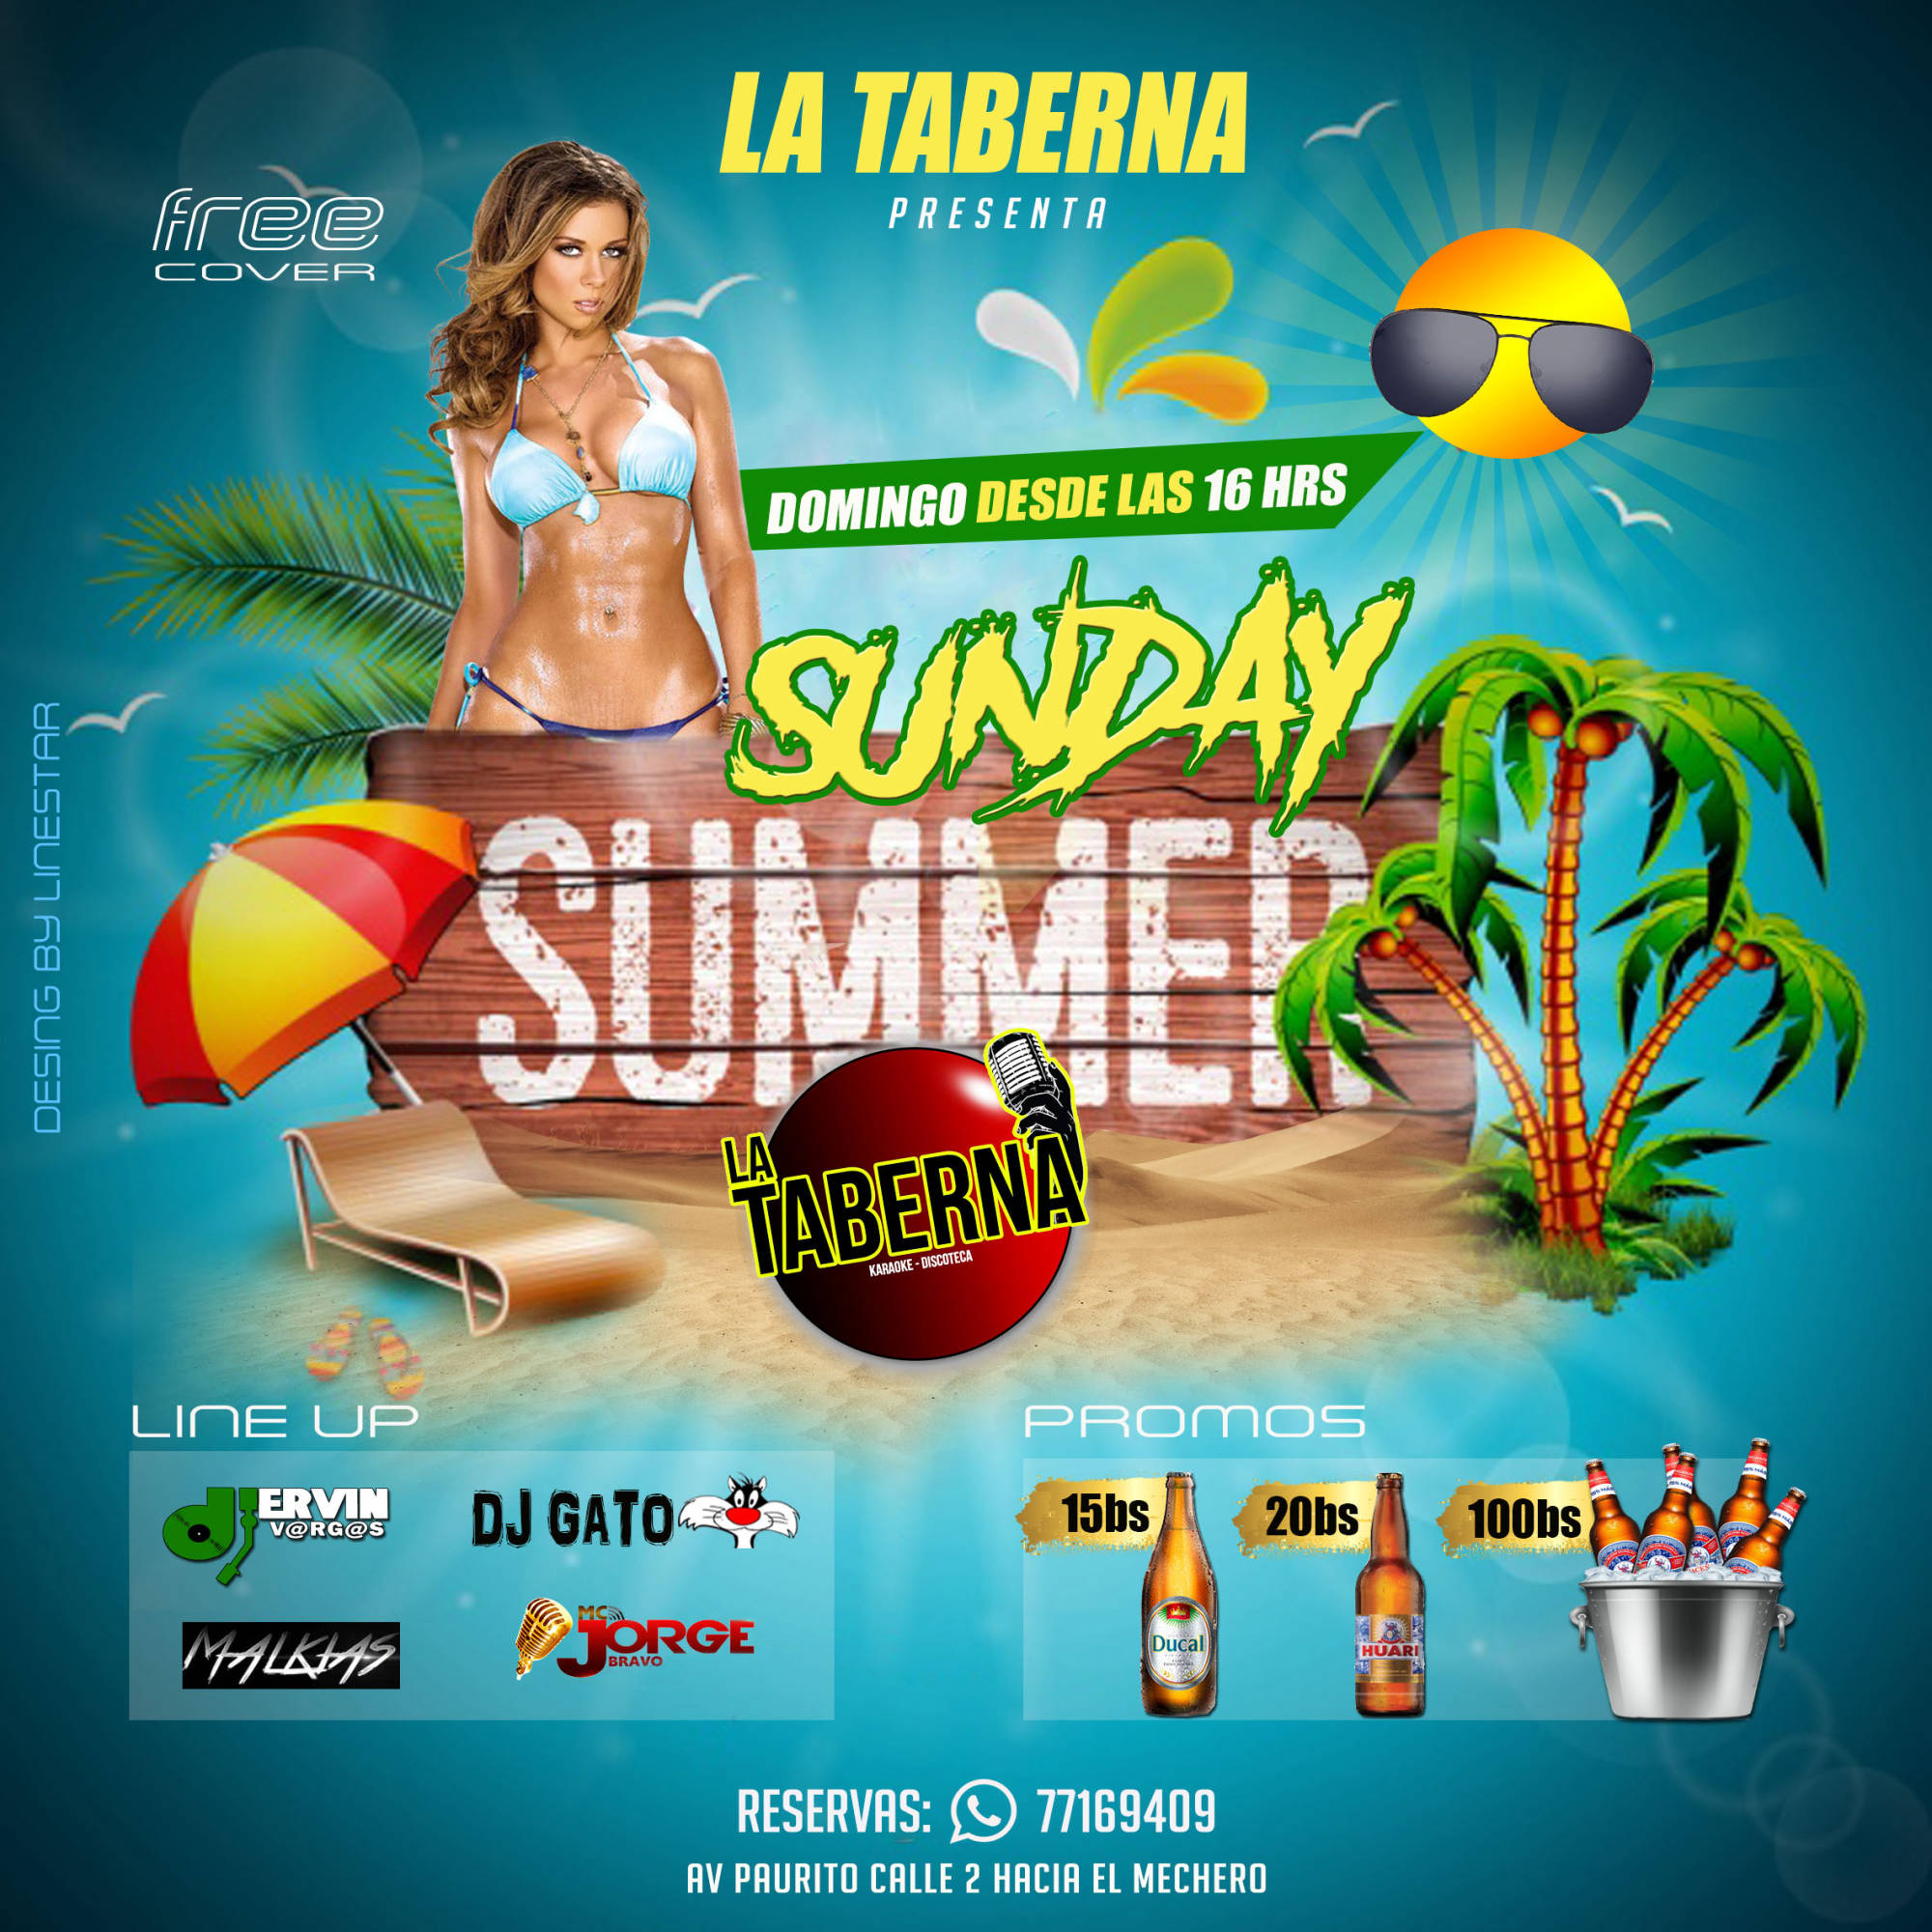 LA TABERNA
PRESENTA
free
COVER
DOMINGO DESDE LAS 16 HRS
SUNDAY
SUMMER
DESING BY LINESTAR
LA
TABERNA
KARAOKE - DISCOTECA
LINE UP
DJ ERVIN
V@RG@S
DJ GATO
MALKIAS
MC
JORGE
BRAVO
PROMOS
15bs
20bs
100bs
Ducal
HUARI
RESERVAS: 77169409
AV PAURITO CALLE 2 HACIA EL MECHERO